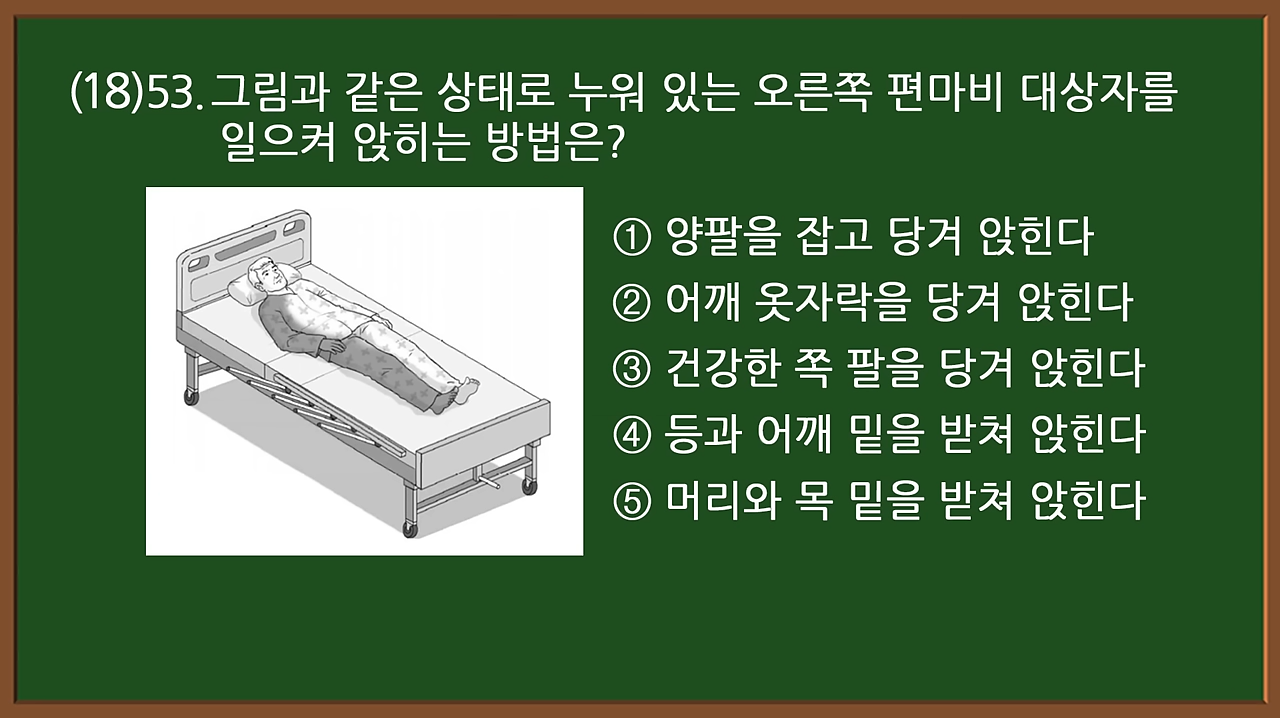 (18)53. 그림과 같은 상태로 누워 있는 오른쪽 편마비 대상자를
일으켜 앉히는 방법은?
① 양팔을 잡고 당겨 앉힌다
② 어깨 옷자락을 당겨 앉힌다
③ 건강한 쪽 팔을 당겨 앉힌다
④ 등과 어깨 밑을 받쳐 앉힌다
⑤ 머리와 목 밑을 받쳐 앉힌다